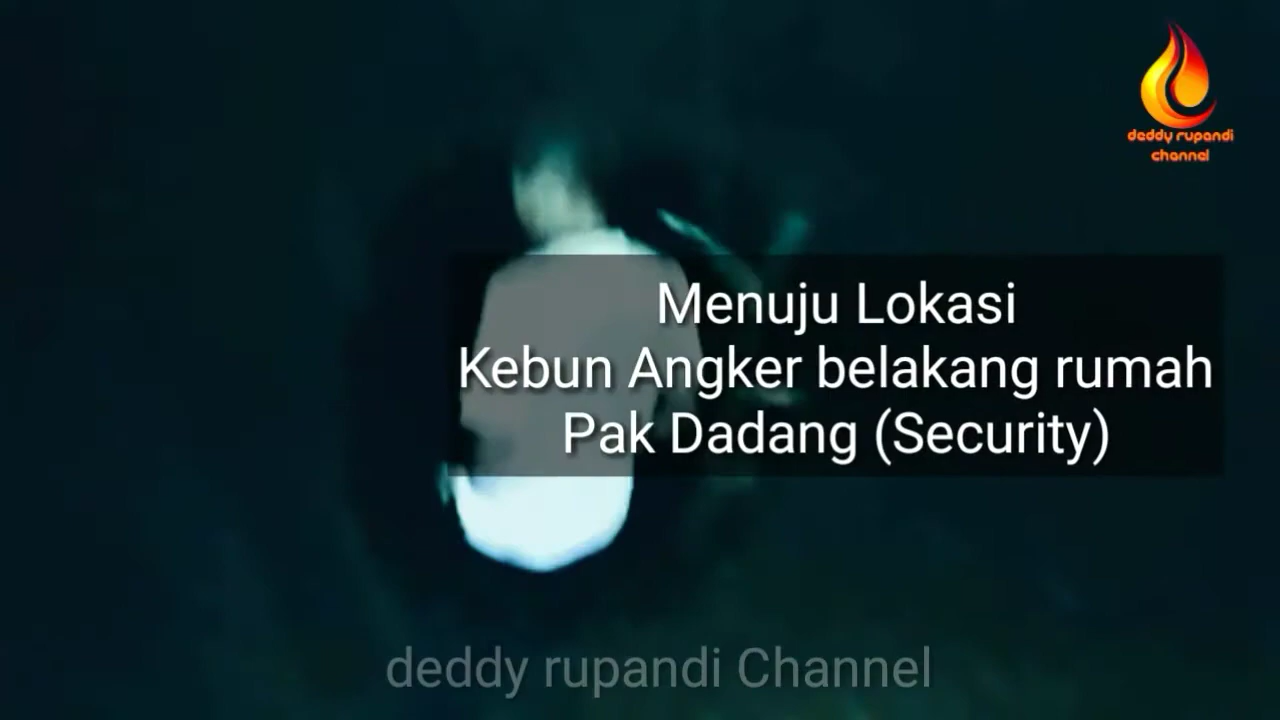 deddy rupandi
channel
Menuju Lokasi
Kebun Angker belakang rumah
Pak Dadang (Security)
deddy rupandi Channel